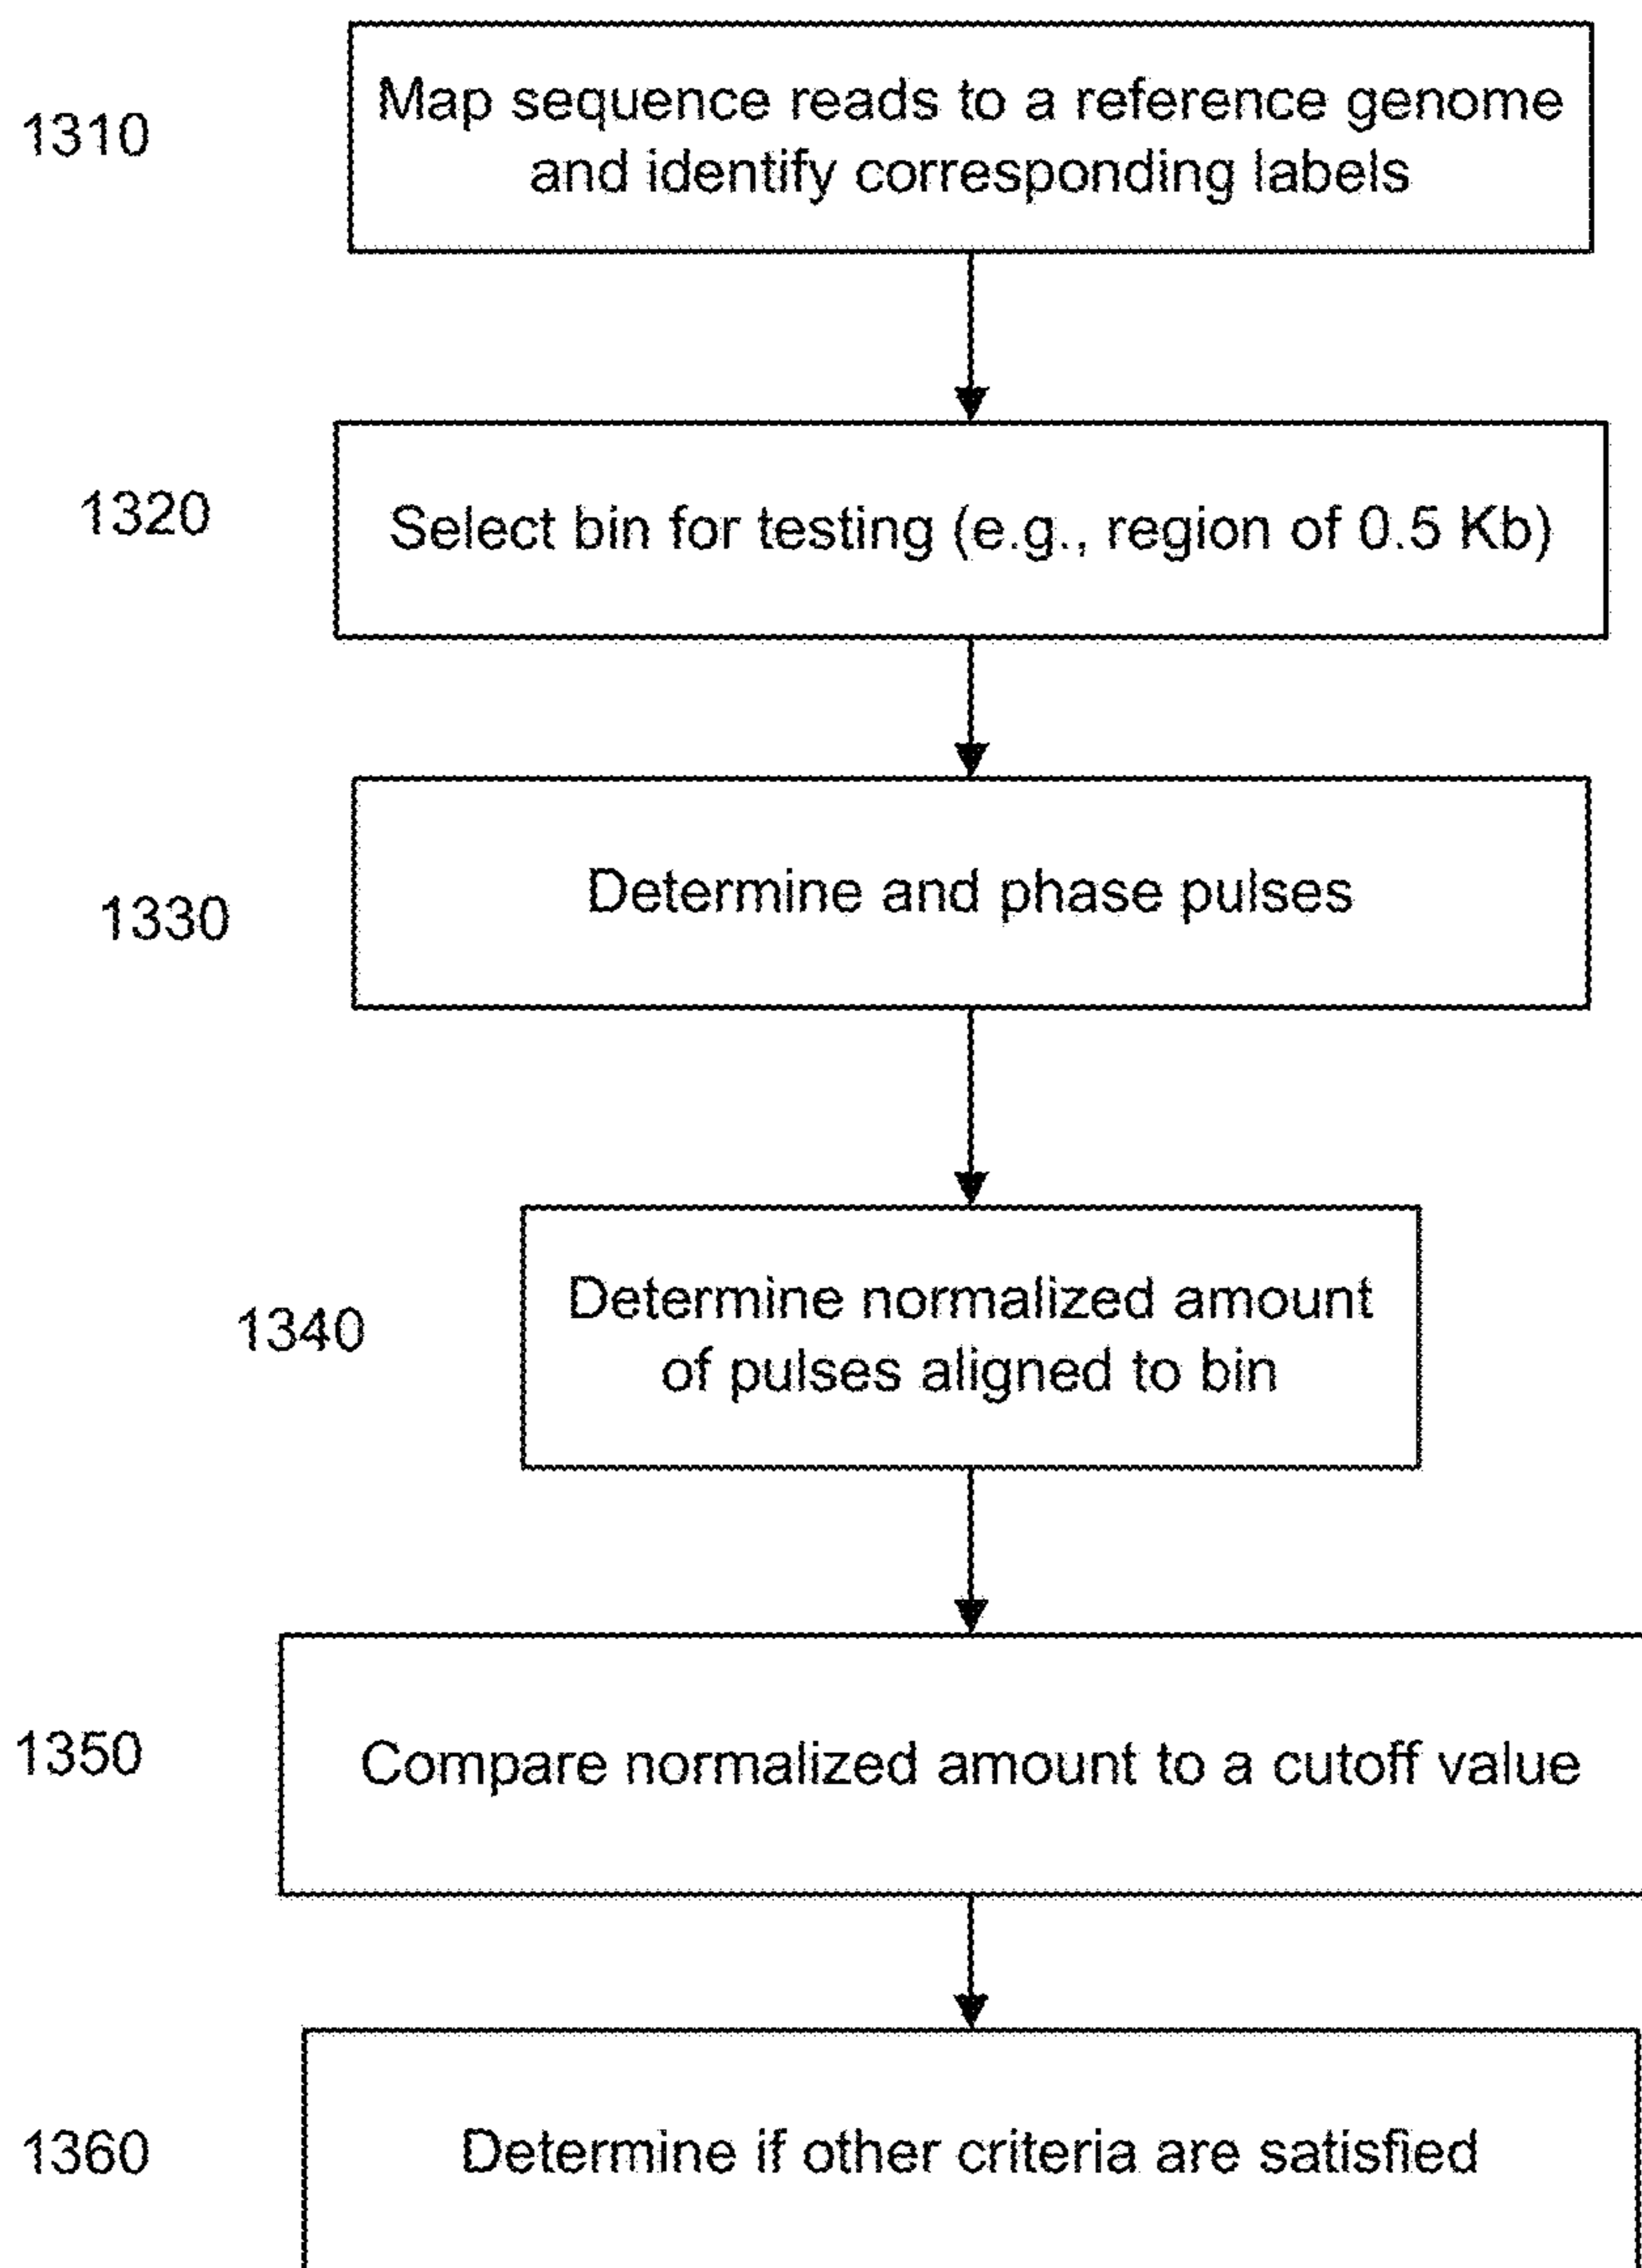 1310
Map sequence reads to a reference genome
and identify corresponding labels
1320
Select bin for testing (e.g., region of 0.5 Kb)
1330
Determine and phase pulses
1340
Determine normalized amount
of pulses aligned to bin
1350
Compare normalized amount to a cutoff value
1360
Determine if other criteria are satisfied